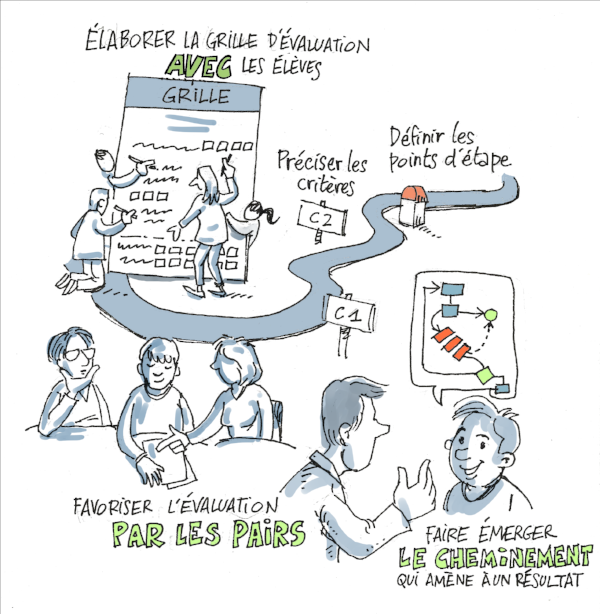 ÉLABORER LA GRILLE D'ÉVALUATION
AVEC LES ÉLÈVES
GRILLE
Préciser les
critères
Définir les
points d'étape
C2
C1
FAVORISER L'ÉVALUATION
PAR LES PAIRS
FAIRE ÉMERGER
LE CHEMINEMENT
QUI AMÈNE À UN RÉSULTAT